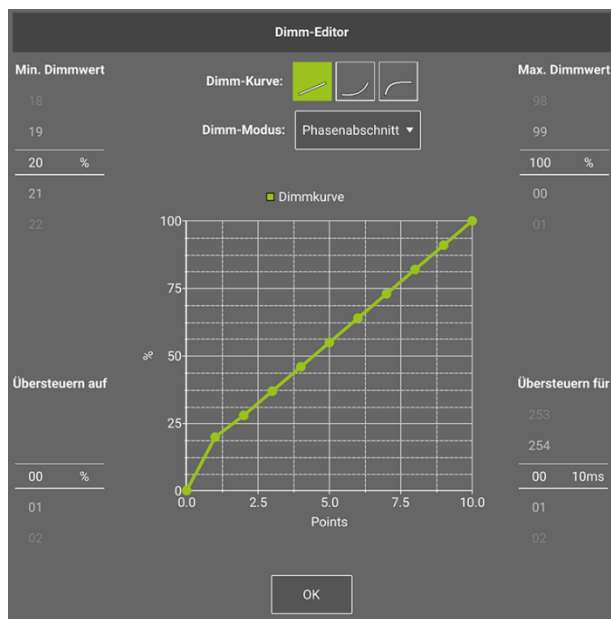 Dimm-Editor
Min. Dimmwert
Dimm-Kurve:
Max. Dimmwert
18
98
19
Dimm-Modus:
Phasenabschnitt
99
20 %
100 %
21
00
22
01
Dimmkurve
100
75
%
50
25
0
0.0 2.5 5.0 7.5 10.0
Points
Übersteuern auf
Übersteuern für
253
254
00 %
00 10ms
01
01
02
02
OK